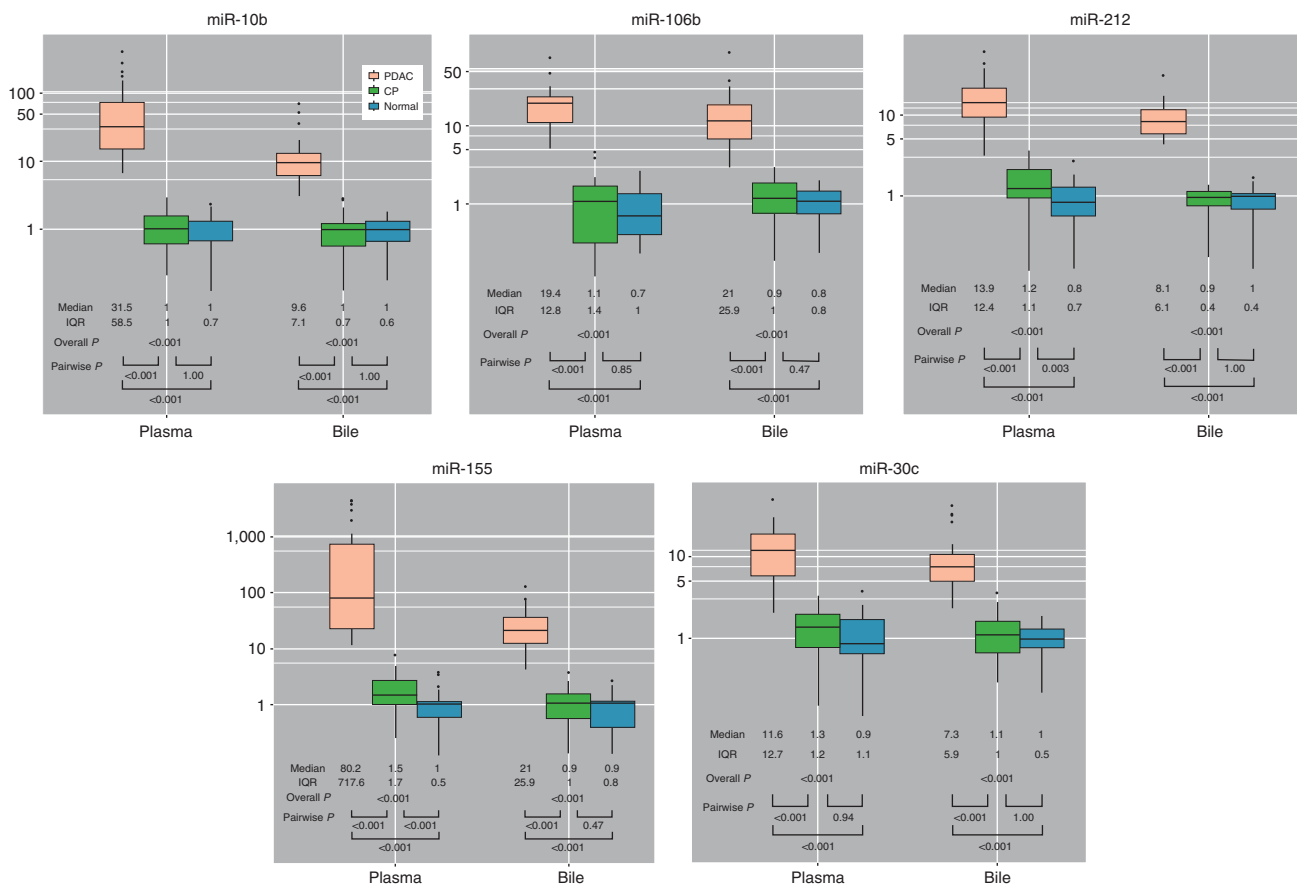 miR-10b
100
50
10
1
PDAC
CP
Normal
Median 31.5 1 1 9.6 1 1
IQR 58.5 1 0.7 7.1 0.7 0.6
Overall P <0.001 <0.001
Pairwise P
<0.001 1.00 <0.001 1.00
<0.001 <0.001
Plasma Bile
miR-106b
50
10
5
1
Median 19.4 1.1 0.7 21 0.9 0.8
IQR 12.8 1.4 1 25.9 1 0.8
Overall P <0.001 <0.001
Pairwise P
<0.001 0.85 <0.001 0.47
<0.001 <0.001
Plasma Bile
miR-212
10
5
1
Median 13.9 1.2 0.8 8.1 0.9 1
IQR 12.4 1.1 0.7 6.1 0.4 0.4
Overall P <0.001 <0.001
Pairwise P
<0.001 0.003 <0.001 1.00
<0.001 <0.001
Plasma Bile
miR-155
1,000
100
10
1
Median 80.2 1.5 1 21 0.9 0.9
IQR 717.6 1.7 0.5 25.9 1 0.8
Overall P <0.001 <0.001
Pairwise P
<0.001 <0.001 <0.001 0.47
<0.001 <0.001
Plasma Bile
miR-30c
10
5
1
Median 11.6 1.3 0.9 7.3 1.1 1
IQR 12.7 1.2 1.1 5.9 1 0.5
Overall P <0.001 <0.001
Pairwise P
<0.001 0.94 <0.001 1.00
<0.001 <0.001
Plasma Bile